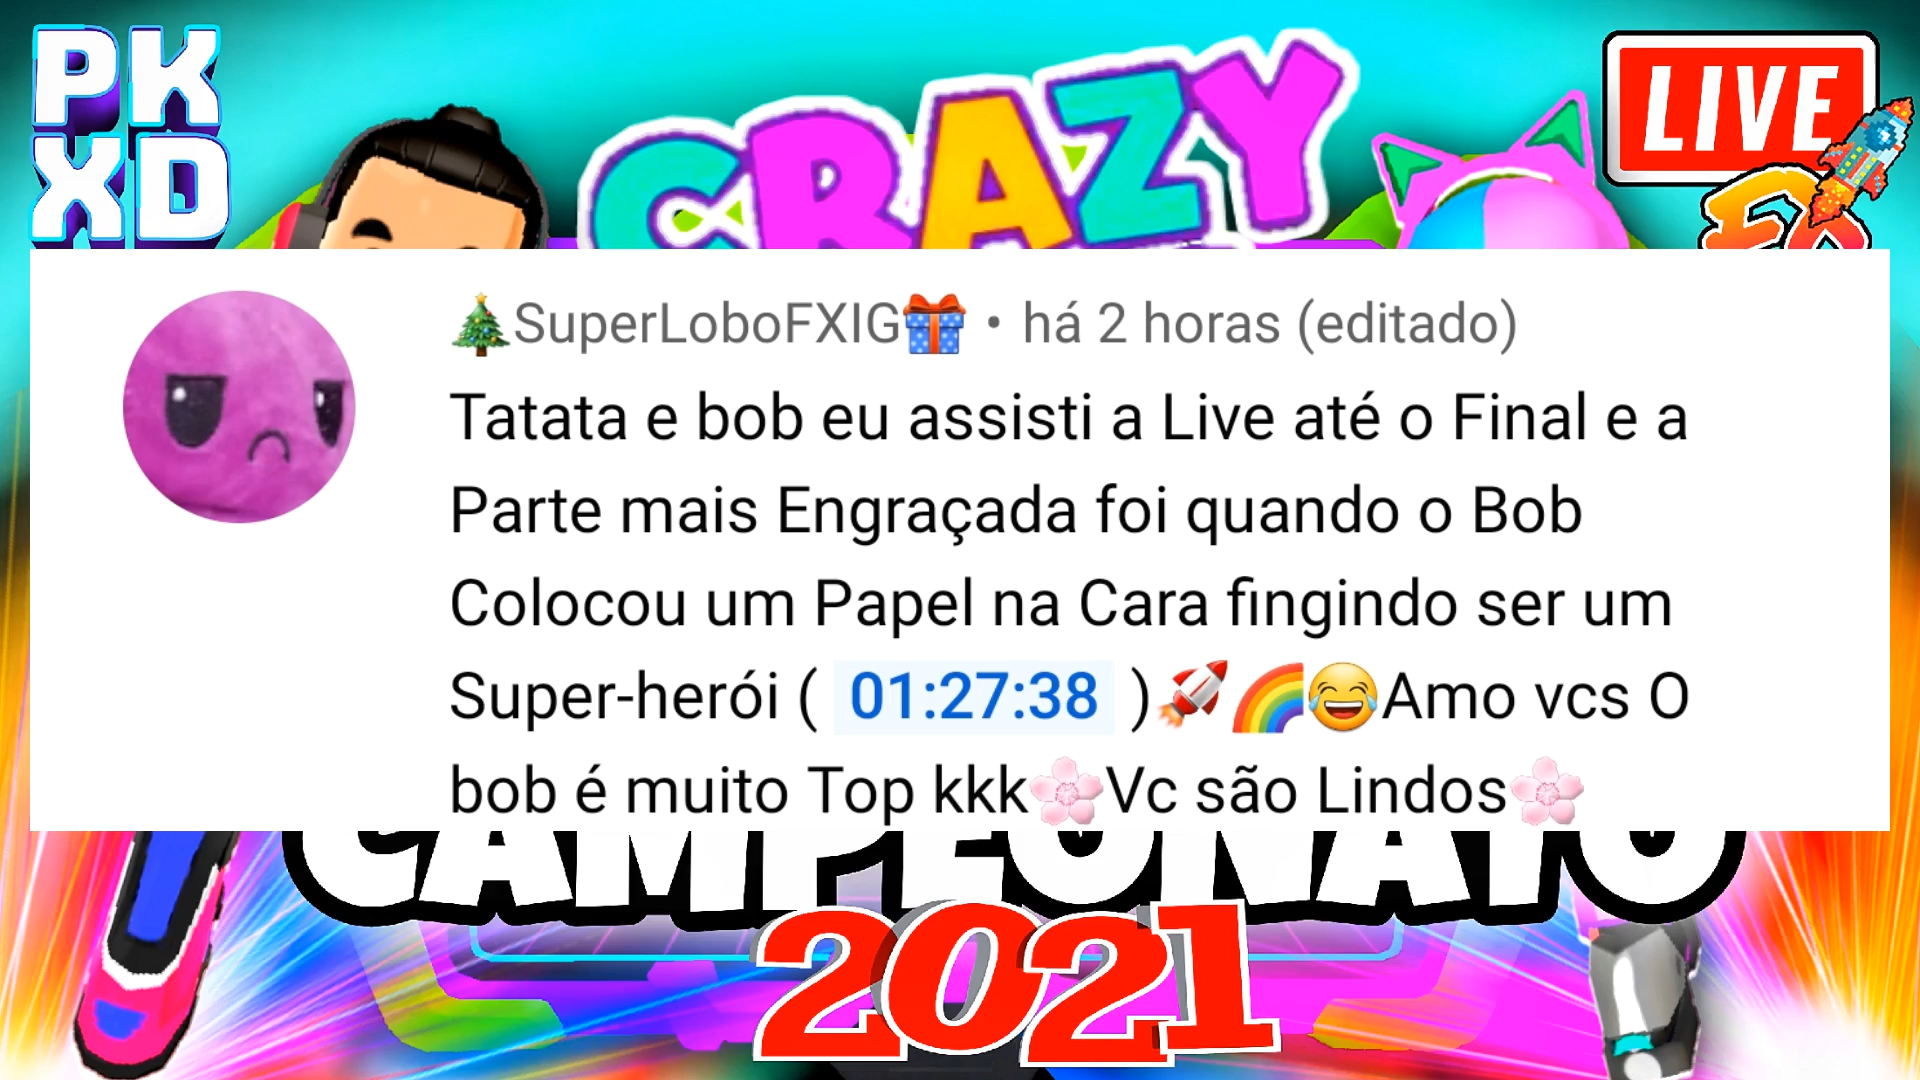 PK
XD
CRAZY
LIVE
FX
🎄SuperLoboFXIG🎁 • há 2 horas (editado)
Tatata e bob eu assisti a Live até o Final e a
Parte mais Engraçada foi quando o Bob
Colocou um Papel na Cara fingindo ser um
Super-herói ( 01:27:38 )🚀🌈😂Amo vcs O
bob é muito Top kkk🌸Vc são Lindos🌸
CAMPEONATO
2021